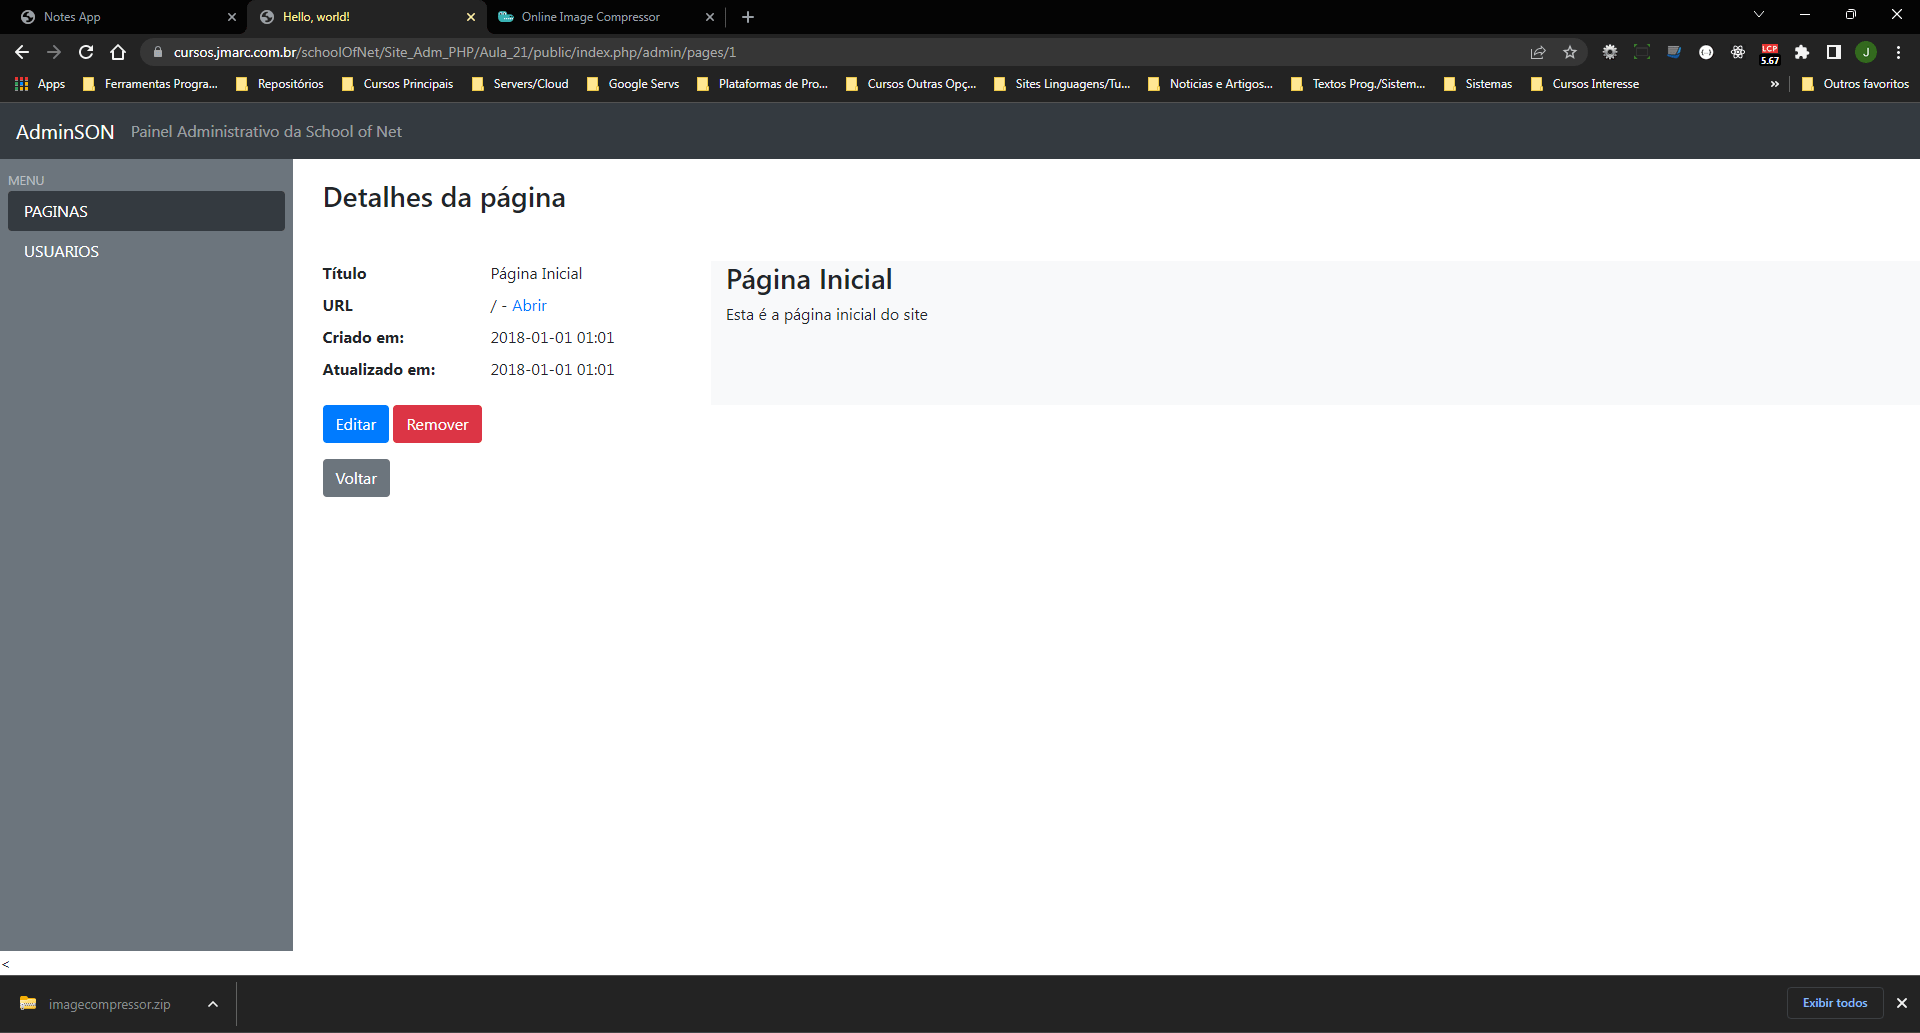 Notes App
Hello, world!
Online Image Compressor
cursos.jmarc.com.br/schoolOfNet/Site_Adm_PHP/Aula_21/public/index.php/admin/pages/1
LCP
5.67
J
Apps
Ferramentas Progra...
Repositórios
Cursos Principais
Servers/Cloud
Google Servs
Plataformas de Pro...
Cursos Outras Opç...
Sites Linguagens/Tu...
Noticias e Artigos...
Textos Prog./Sistem...
Sistemas
Cursos Interesse
»
Outros favoritos
AdminSON Painel Administrativo da School of Net
MENU
PAGINAS
USUARIOS
Detalhes da página
Título Página Inicial
URL / - Abrir
Criado em: 2018-01-01 01:01
Atualizado em: 2018-01-01 01:01
Editar Remover
Voltar
Página Inicial
Esta é a página inicial do site
<
imagecompressor.zip
Exibir todos